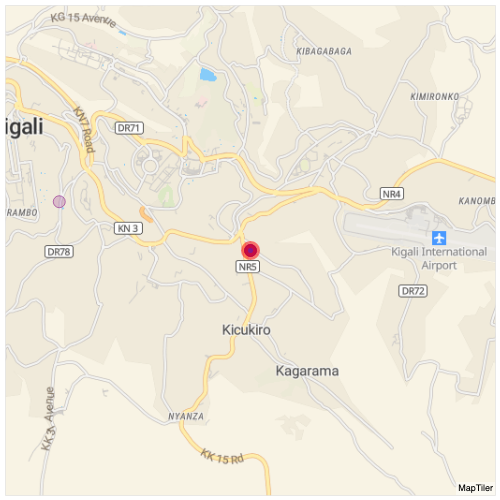 KG 15 Avenue
KIBAGABAGA
KIMIRONKO
KN7 Road
igali
DR71
NR4
KANOMB
RAMBO
KN 3
DR78
Kigali International
Airport
NR5
DR72
Kicukiro
Kagarama
KK 3 Avenue
NYANZA
KK 15 Rd
MapTiler